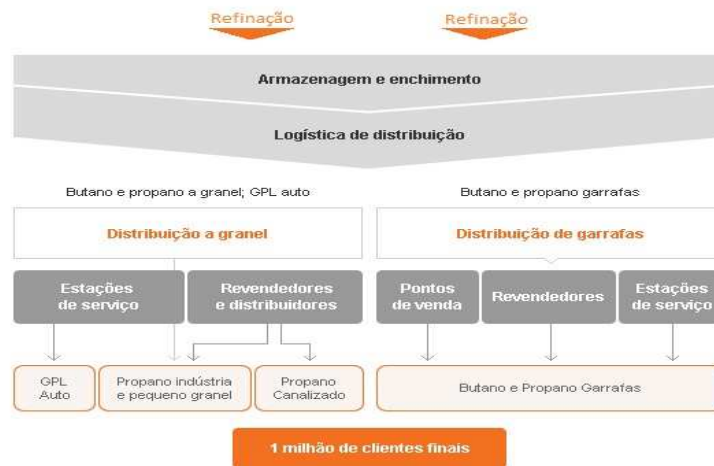 Refinação
Refinação
Armazenagem e enchimento
Logística de distribuição
Butano e propano a granel; GPL auto
Butano e propano garrafas
Distribuição a granel
Distribuição de garrafas
Estações
de serviço
Revendedores
e distribuidores
Pontos
de venda
Revendedores
Estações
de serviço
GPL
Auto
Propano indústria
e pequeno granel
Propano
Canalizado
Butano e Propano Garrafas
1 milhão de clientes finais